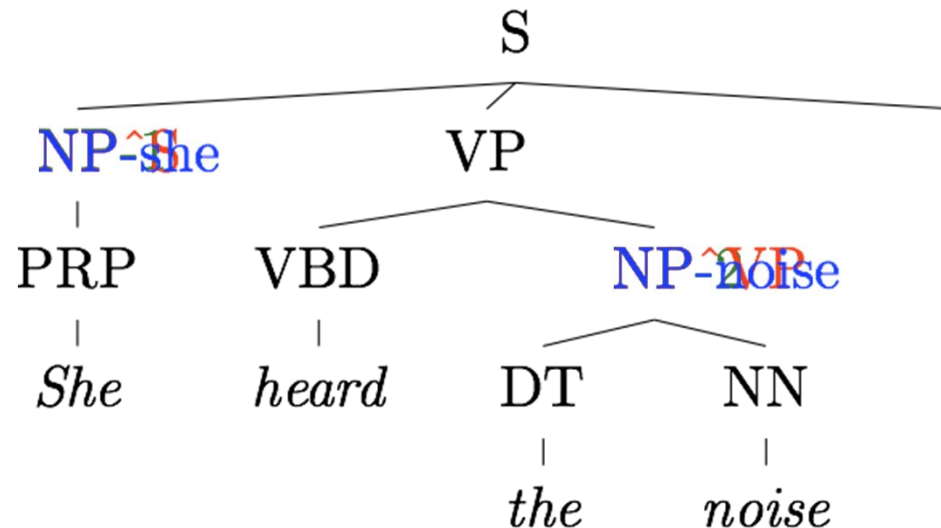 S
NP-she VP
PRP VBD NP-noise
She heard DT NN
the noise